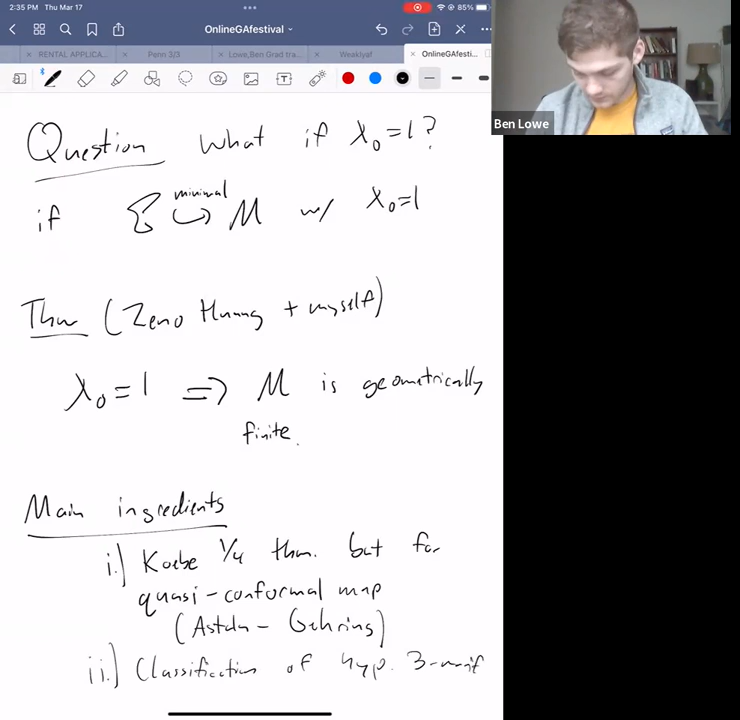 2:35 PM Thu Mar 17
85%
OnlineGAfestival
RENTAL APPLICA...
Penn 3/3
Lowe,Ben Grad tra...
Weaklyaf
OnlineGAfesti...
Ben Lowe
Question What if λ₀=1?
if Σ ↪ M w/ λ₀=1
minimal
Thm (Zeno Huang + myself)
λ₀=1 => M is geometrically
finite.
Main ingredients
i.) Koebe 1/4 thm. but for
quasi-conformal map
(Astala-Gehring)
ii.) Classification of hyp. 3-manif